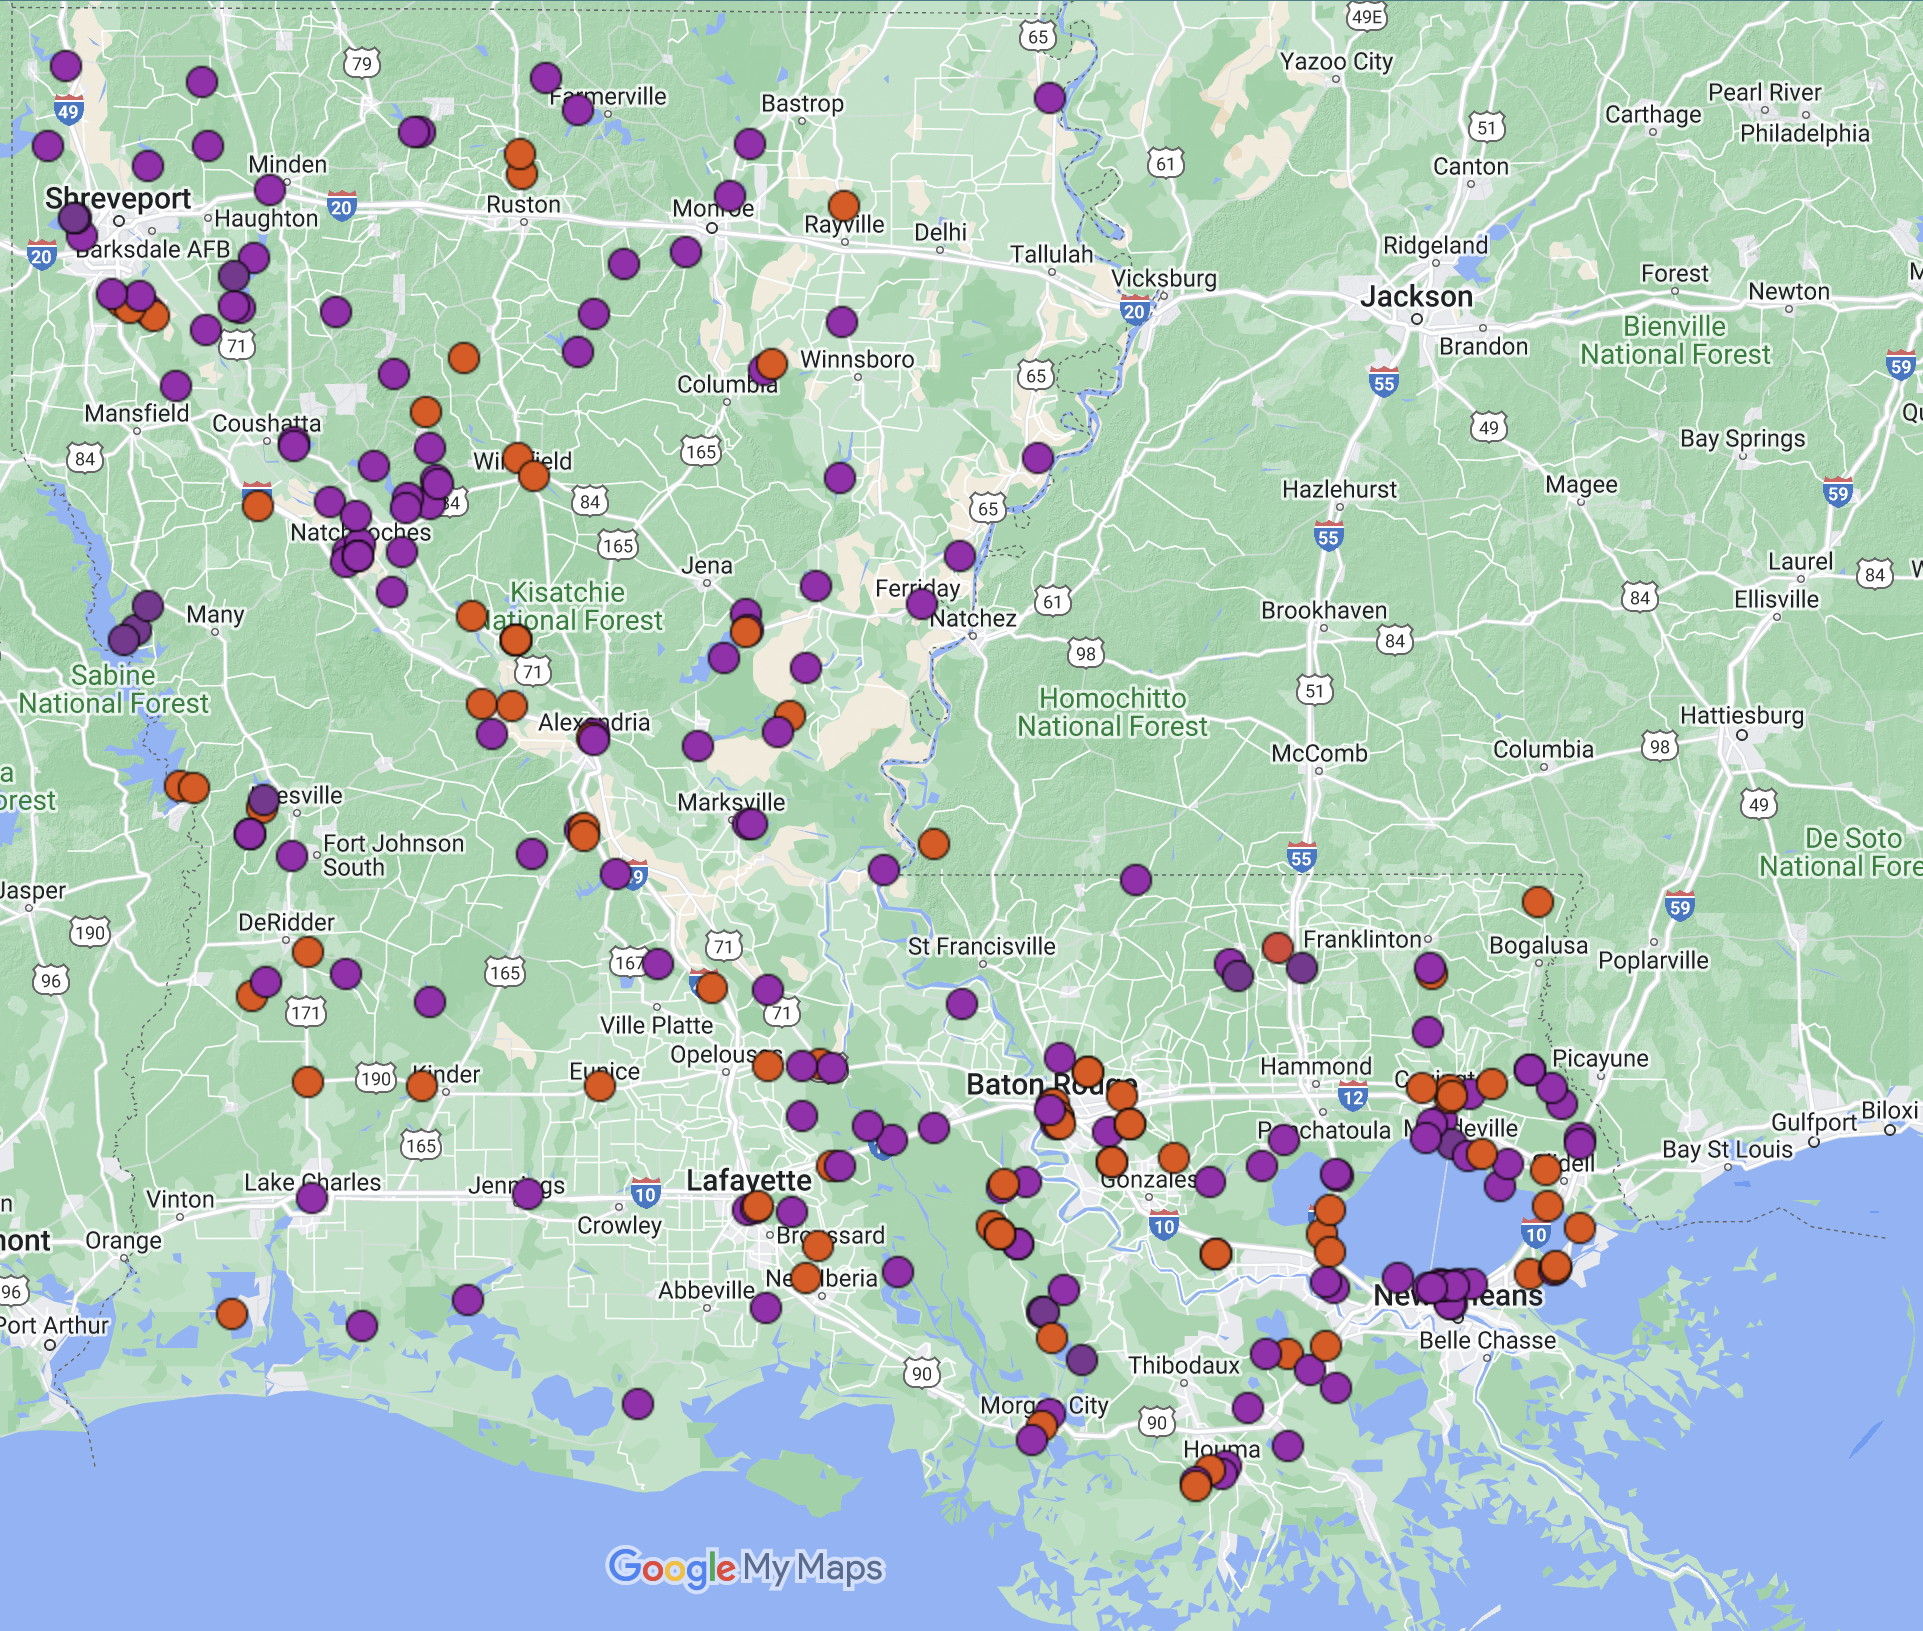 49E
65
79
Yazoo City
Pearl River
Farmerville
Bastrop
Carthage
49
51
Philadelphia
61
Minden
Canton
Shreveport
20
Ruston
Monroe
Haughton
Rayville
Delhi
Ridgeland
20
Barksdale AFB
Tallulah
Vicksburg
Forest
Newton
Jackson
20
Bienville
National Forest
71
Brandon
Winnsboro
59
Columbia
65
55
Mansfield
Coushatta
49
Bay Springs
84
165
Winnfield
Hazlehurst
Magee
59
84
84
65
Natchitoches
165
55
Jena
Laurel
84
Kisatchie
National Forest
Ferriday
61
84
Ellisville
Many
Natchez
Brookhaven
84
98
71
Sabine
National Forest
51
Homochitto
National Forest
Alexandria
Hattiesburg
McComb
Columbia
98
Marksville
49
Fort Johnson
South
De Soto
National Fore
55
Jasper
59
190
DeRidder
71
St Francisville
Franklinton
Bogalusa
Poplarville
96
165
167
171
71
Ville Platte
Opelousas
Hammond
Picayune
190
Kinder
Eunice
Baton Rouge
12
Covington
Gulfport
Biloxi
165
Ponchatoula
Mandeville
Bay St Louis
Slidell
Lake Charles
Jennings
Lafayette
Gonzales
Vinton
10
Crowley
10
10
Orange
Broussard
New Iberia
Abbeville
96
New Orleans
Port Arthur
Belle Chasse
90
Thibodaux
Morgan City
90
Houma
Google My Maps